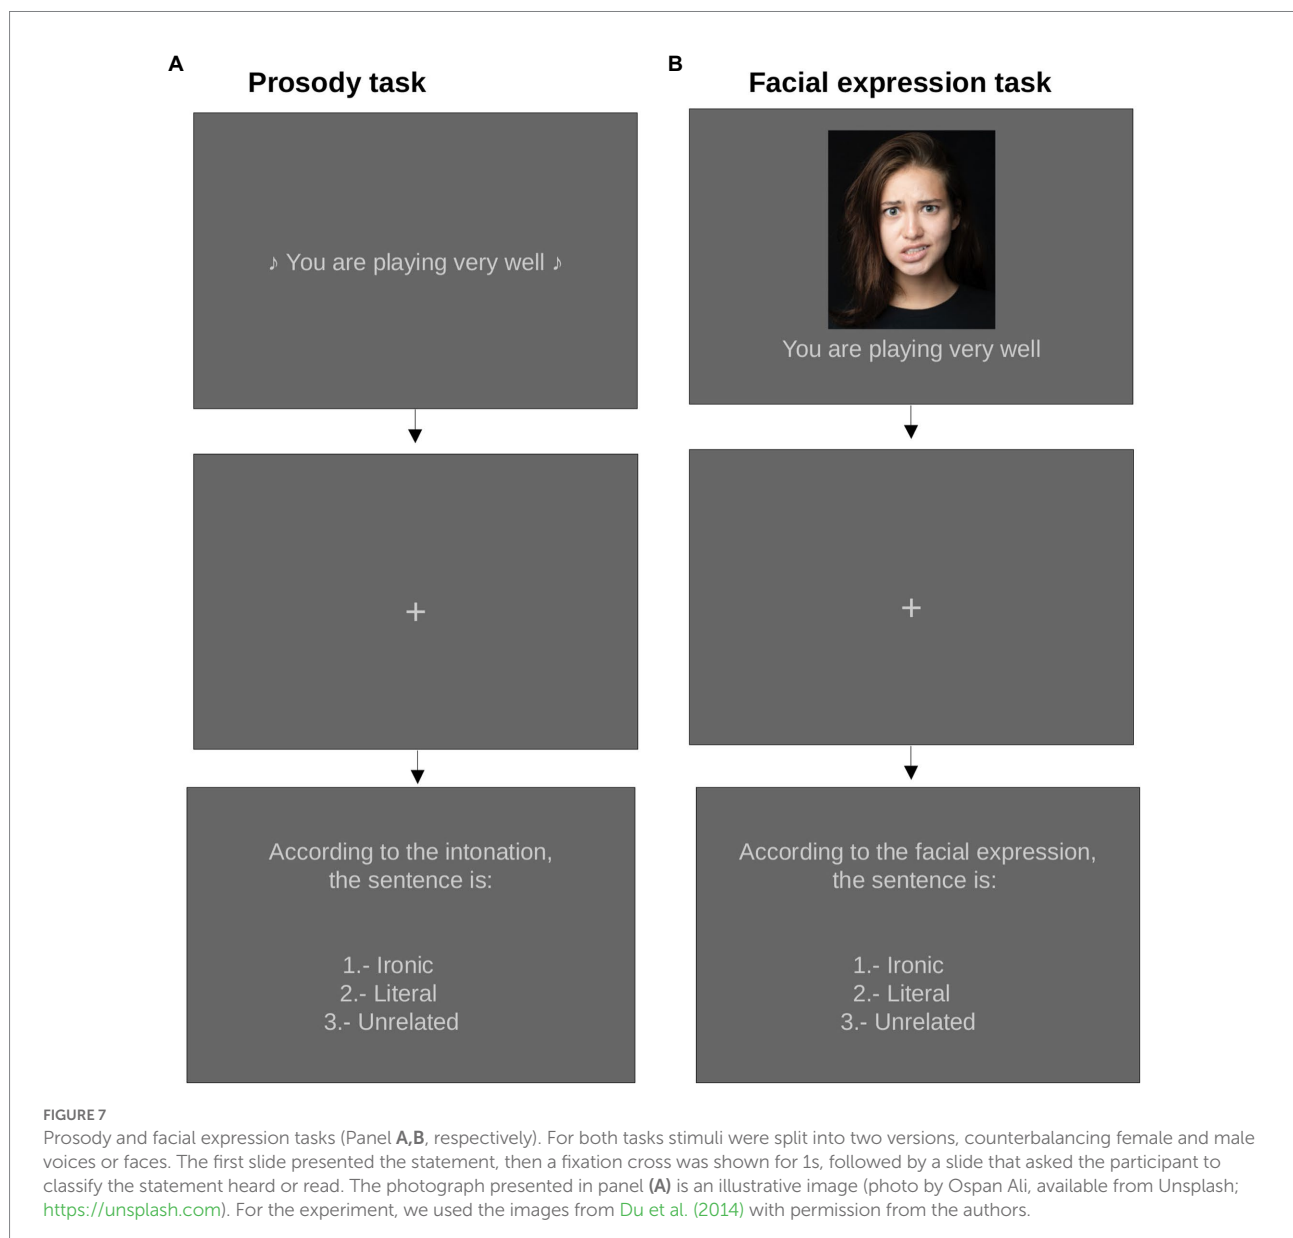 A
Prosody task
♪ You are playing very well ♪
+
According to the intonation,
the sentence is:
1.- Ironic
2.- Literal
3.- Unrelated
B
Facial expression task
You are playing very well
+
According to the facial expression,
the sentence is:
1.- Ironic
2.- Literal
3.- Unrelated
FIGURE 7
Prosody and facial expression tasks (Panel A,B, respectively). For both tasks stimuli were split into two versions, counterbalancing female and male
voices or faces. The first slide presented the statement, then a fixation cross was shown for 1s, followed by a slide that asked the participant to
classify the statement heard or read. The photograph presented in panel (A) is an illustrative image (photo by Ospan Ali, available from Unsplash;
https://unsplash.com). For the experiment, we used the images from Du et al. (2014) with permission from the authors.